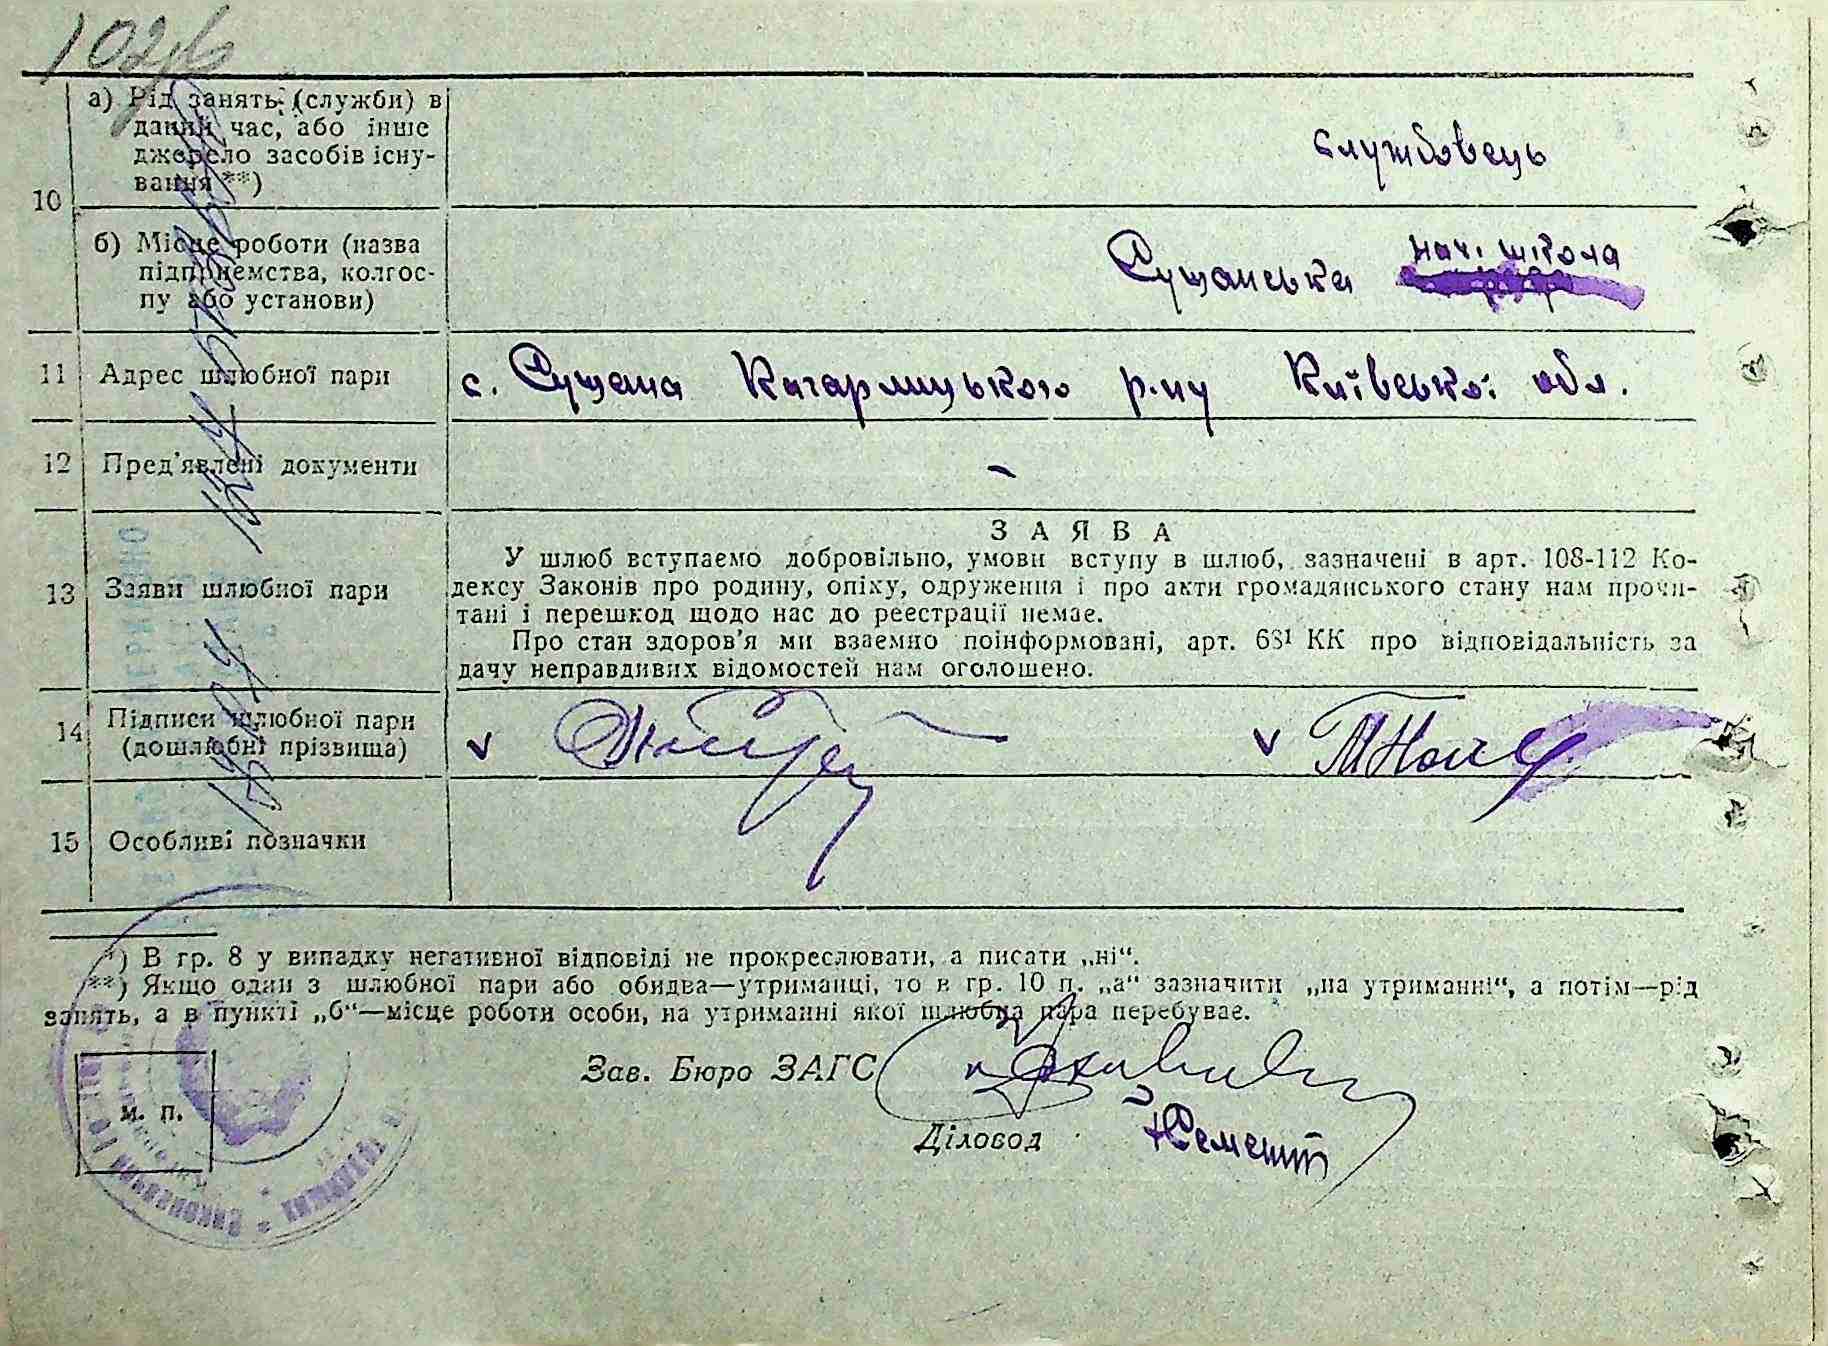 10
а) Рід занять (служби) в
даний час, або інше
джерело засобів існу-
вання **)
службовець
б) Місце роботи (назва
підприємства, колгос-
пу або установи)
нач. школа
Сущанська
11 Адрес шлюбної пари
с. Сущана Кагарлицького р-ну Київської обл.
12 Пред'явлені документи
–
13 Заяви шлюбної пари
ЗАЯВА
У шлюб вступаємо добровільно, умови вступу в шлюб, зазначені в арт. 108-112 Ко-
дексу Законів про родину, опіку, одруження і про акти громадянського стану нам прочи-
тані і перешкод щодо нас до реєстрації немає.
Про стан здоров'я ми взаємно поінформовані, арт. 68¹ КК про відповідальність за
дачу неправдивих відомостей нам оголошено.
14 Підписи шлюбної пари
(дошлюбні прізвища)
15 Особливі позначки
*) В гр. 8 у випадку негативної відповіді не прокреслювати, а писати „ні“.
**) Якщо один з шлюбної пари або обидва—утриманці, то в гр. 10 п. „а“ зазначити „на утриманні“, а потім—рід
занять, а в пункті „б“—місце роботи особи, на утриманні якої шлюбна пара перебуває.
Зав. Бюро ЗАГС
Діловод
м. п.